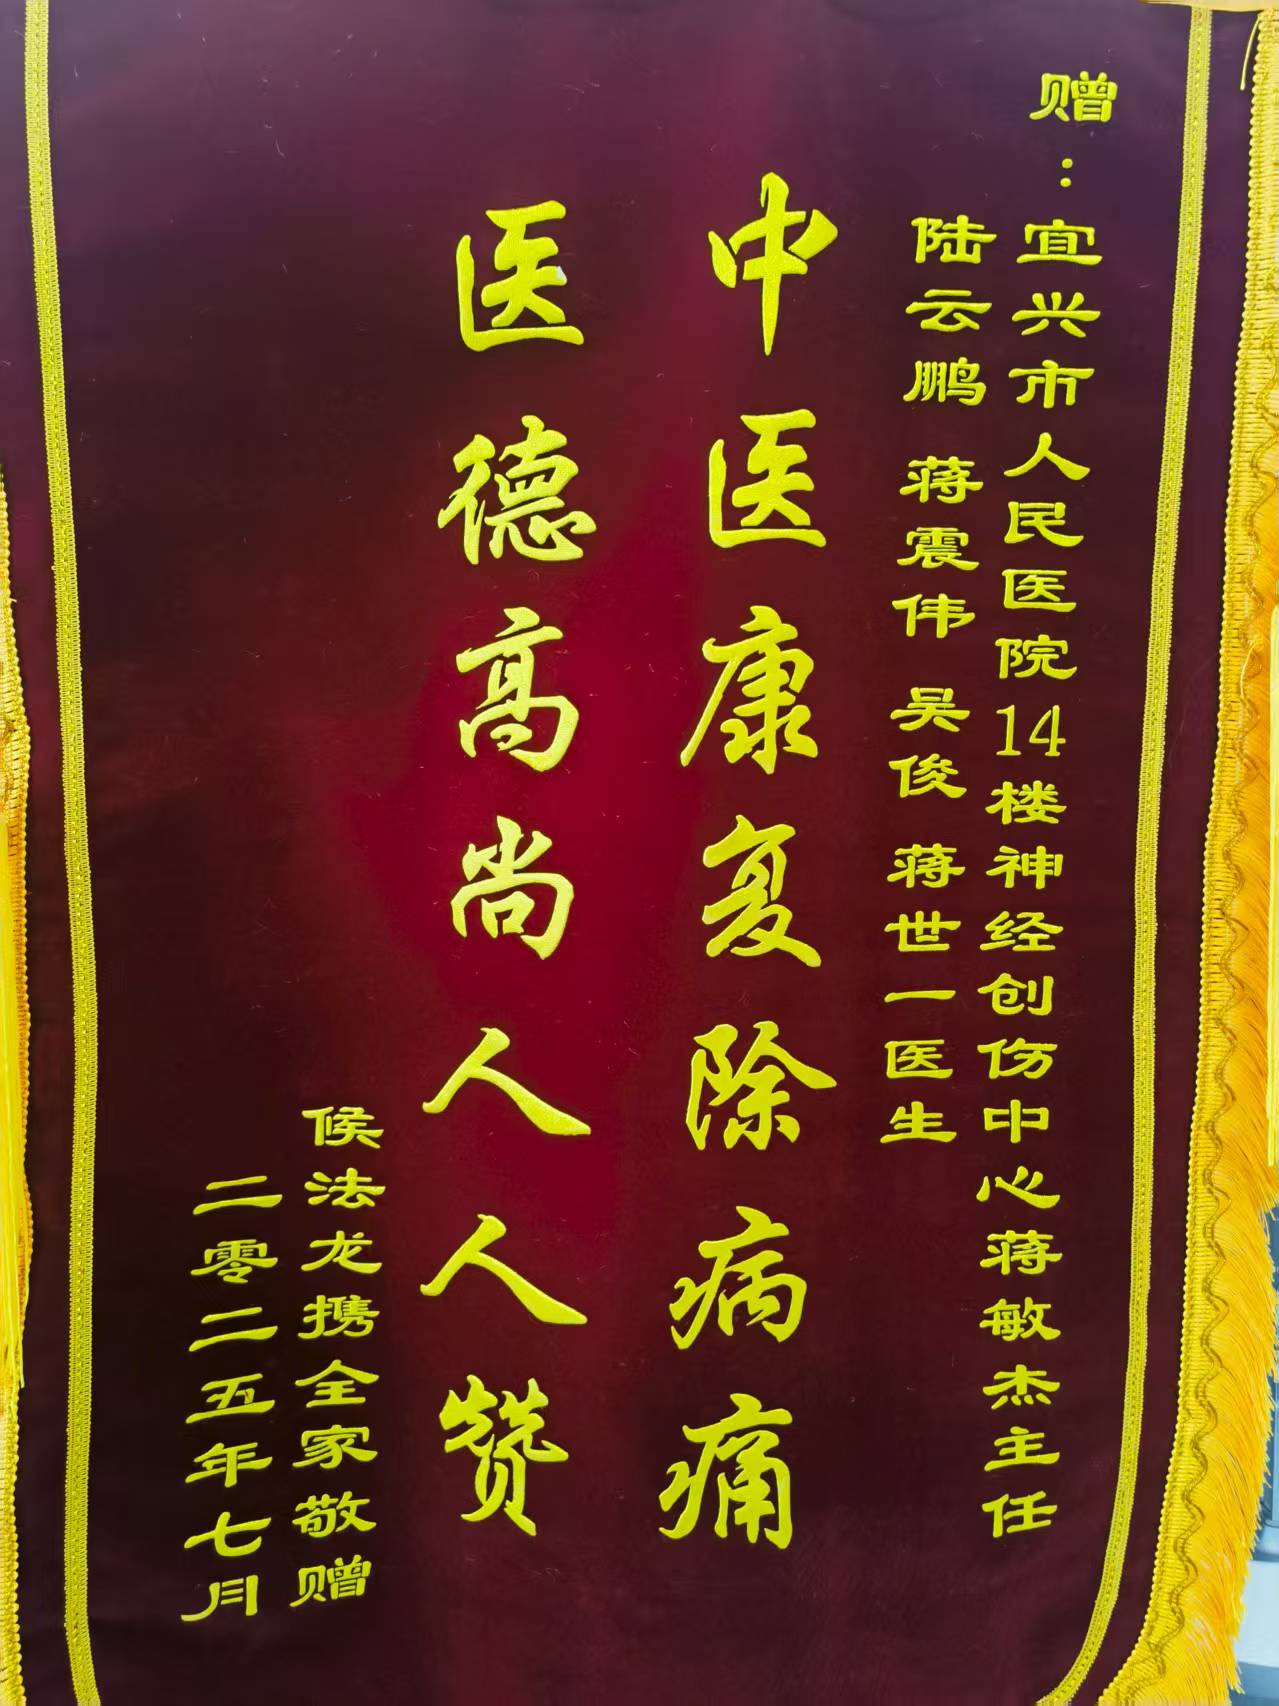 赠：宜兴市人民医院14楼神经创伤中心蒋敏杰主任
陆云鹏 蒋震伟 吴俊 蒋世一医生
中医康复除病痛
医德高尚人人赞
候法龙携全家敬赠
二零二五年七月